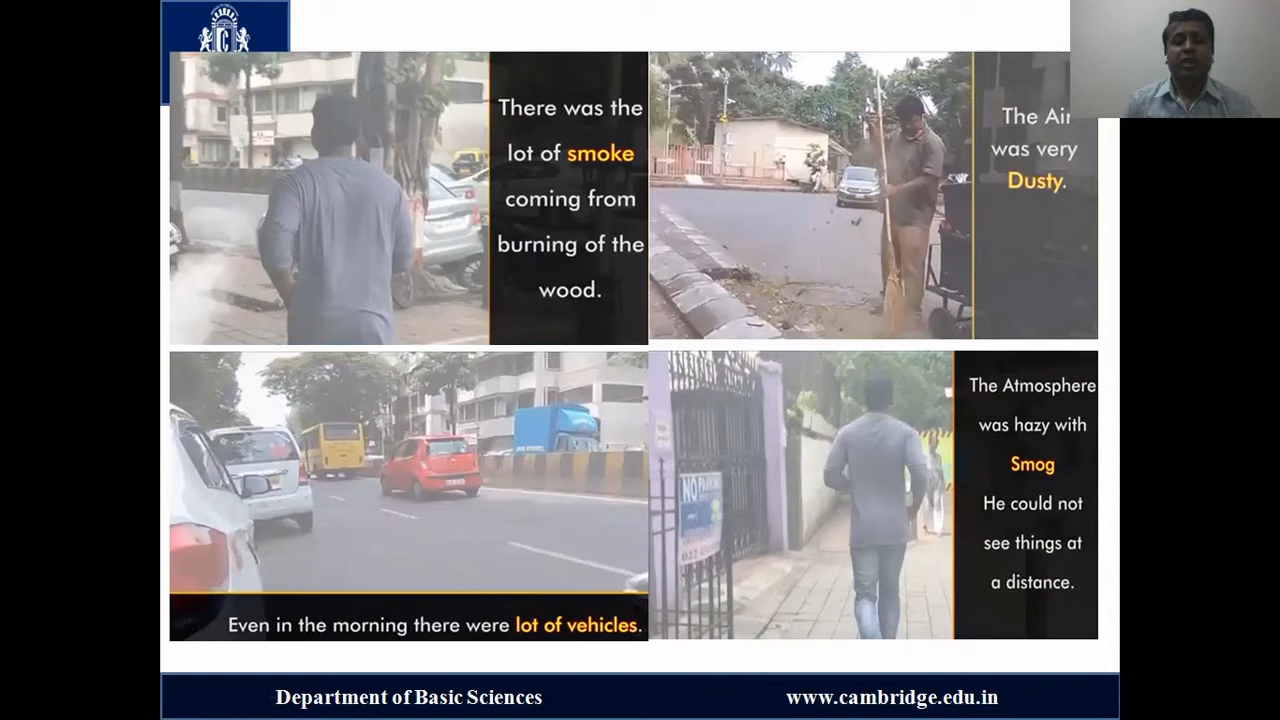 There was the
lot of smoke
coming from
burning of the
wood.
The Air
was very
Dusty.
Even in the morning there were lot of vehicles.
NO PARKING
The Atmosphere
was hazy with
Smog
He could not
see things at
a distance.
Department of Basic Sciences
www.cambridge.edu.in